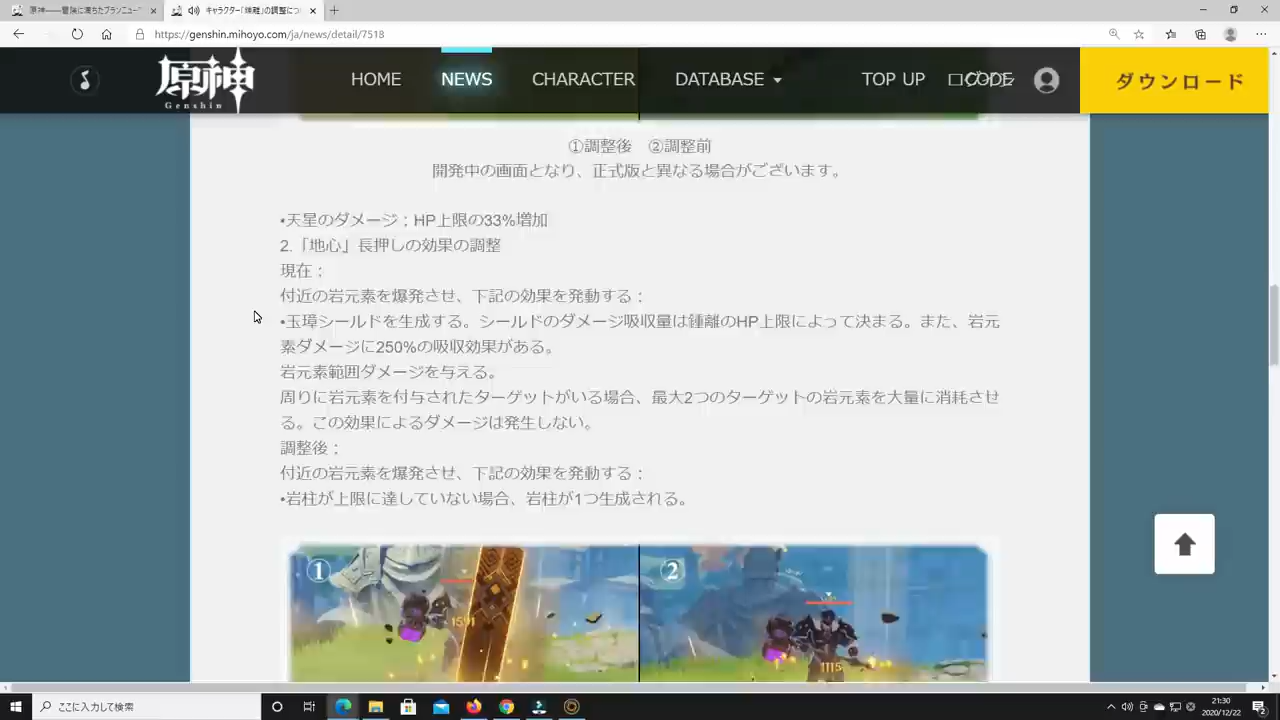 原神——冒険に満ちたブランニュー
キャラクター「鍾離」の調整につい
https://genshin.mihoyo.com/ja/news/detail/7518
原神
Genshin
HOME
NEWS
CHARACTER
DATABASE
TOP UP
CODE
ダウンロード
①調整後　②調整前
開発中の画面となり、正式版と異なる場合がございます。
•天星のダメージ；HP上限の33%増加
2.「地心」長押しの効果の調整
現在；
付近の岩元素を爆発させ、下記の効果を発動する；
•玉璋シールドを生成する。シールドのダメージ吸収量は鍾離のHP上限によって決まる。また、岩元
素ダメージに250%の吸収効果がある。
岩元素範囲ダメージを与える。
周りに岩元素を付与されたターゲットがいる場合、最大2つのターゲットの岩元素を大量に消耗させ
る。この効果によるダメージは発生しない。
調整後；
付近の岩元素を爆発させ、下記の効果を発動する；
•岩柱が上限に達していない場合、岩柱が1つ生成される。
①
②
1591
1115
ここに入力して検索
21:30
2020/12/22